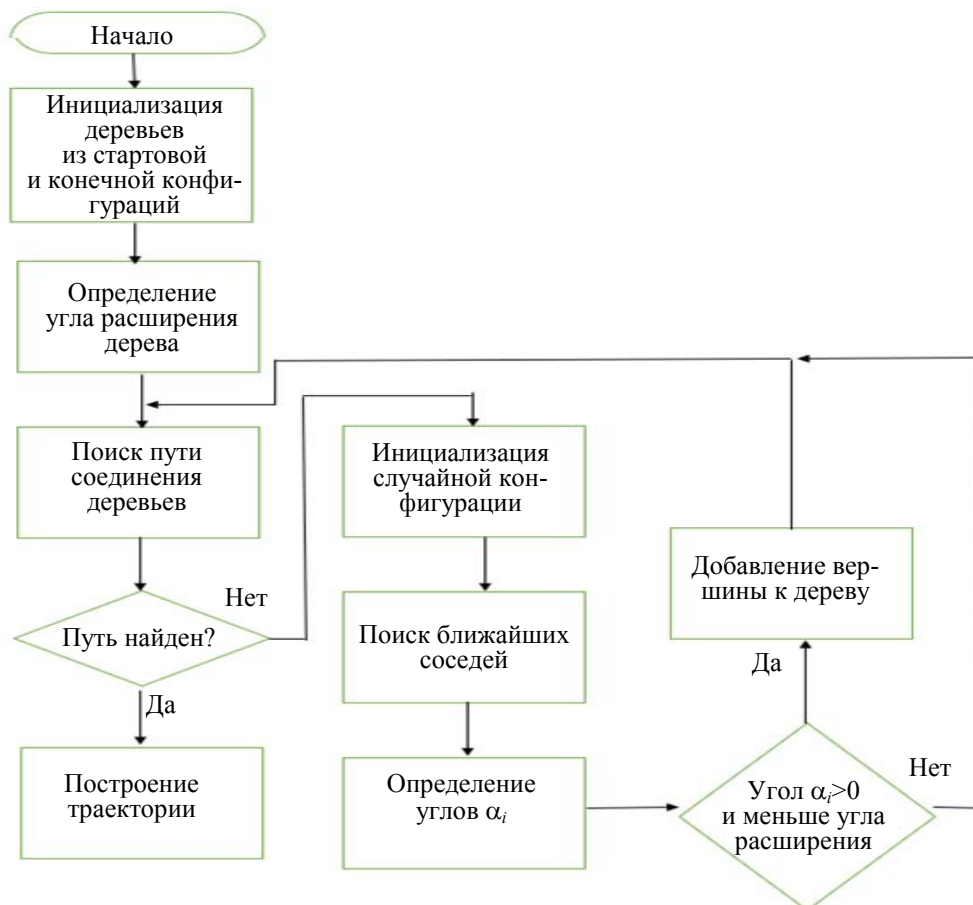 Начало
Инициализация
деревьев
из стартовой
и конечной конфи-
гураций
Определение
угла расширения
дерева
Поиск пути
соединения
деревьев
Путь найден?
Нет
Да
Построение
траектории
Инициализация
случайной кон-
фигурации
Поиск ближайших
соседей
Определение
углов αi
Угол αi>0
и меньше угла
расширения
Да
Нет
Добавление вер-
шины к дереву